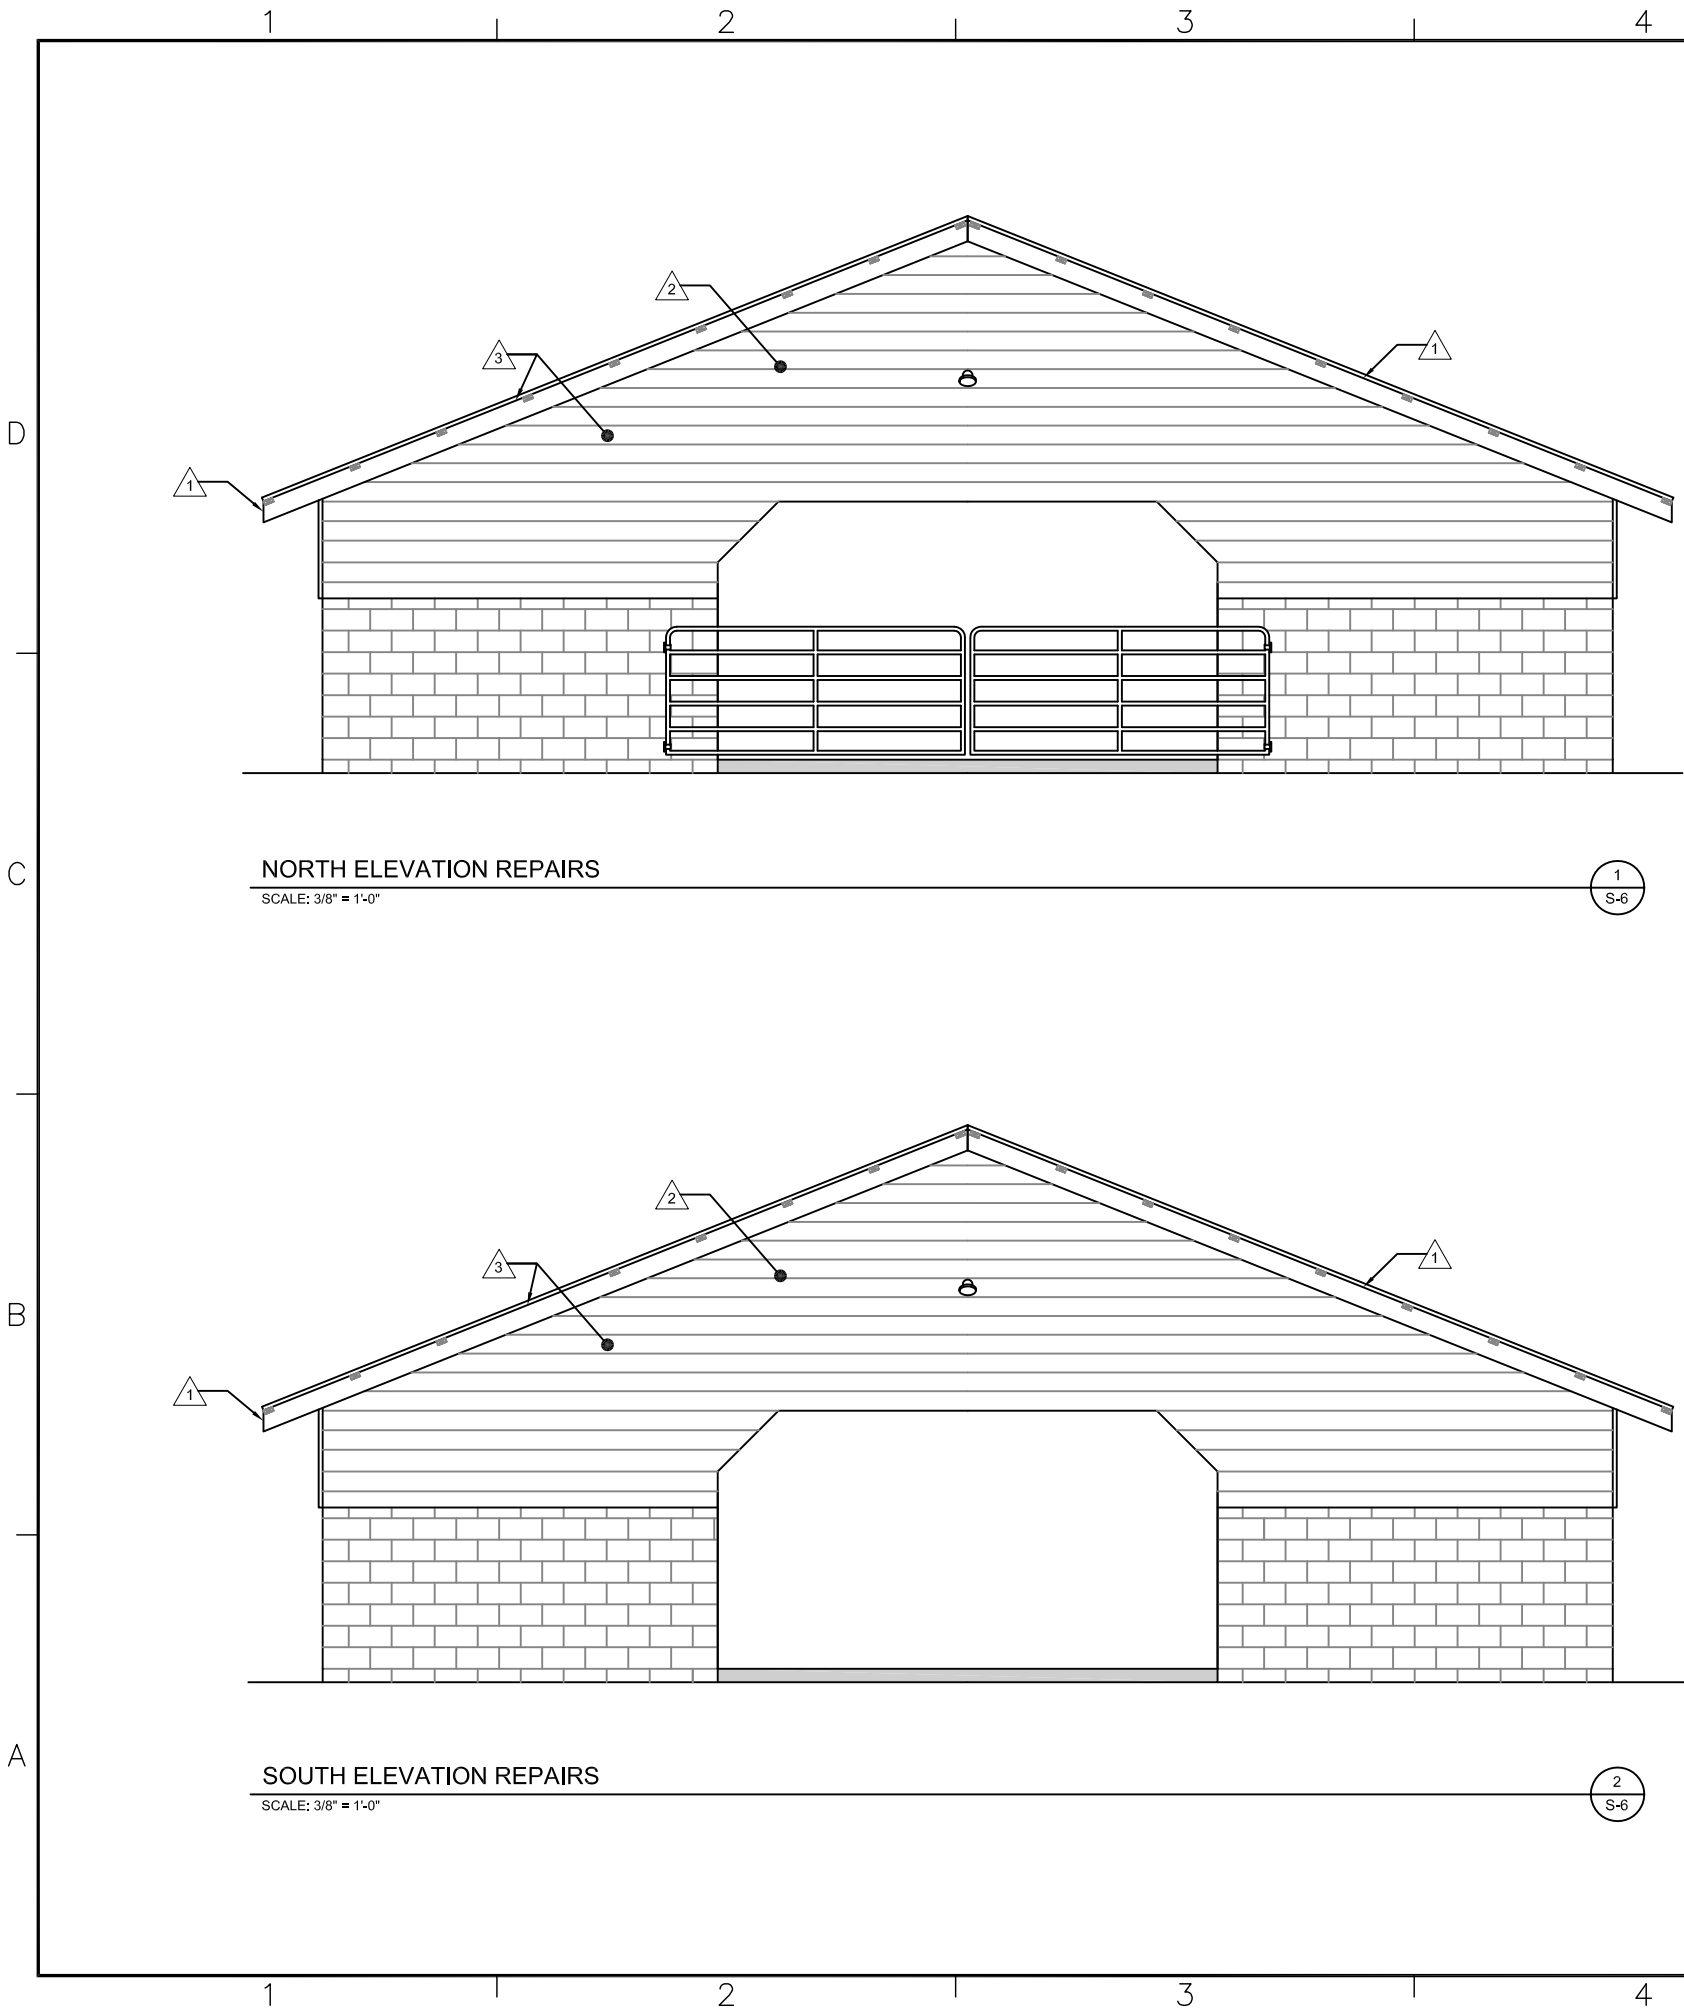 1 2 3 4
2
3
1
D
1
C
NORTH ELEVATION REPAIRS
SCALE: 3/8" = 1'-0"
1
S-6
2
3
1
B
1
A
SOUTH ELEVATION REPAIRS
SCALE: 3/8" = 1'-0"
2
S-6
1 2 3 4